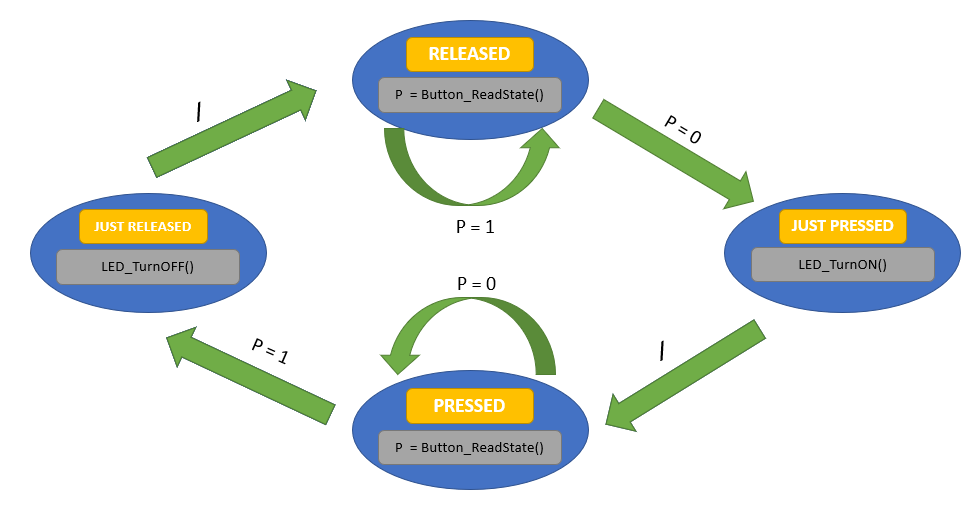 RELEASED
P = Button_ReadState()
/
P = 0
P = 1
JUST RELEASED
LED_TurnOFF()
JUST PRESSED
LED_TurnON()
P = 0
P = 1
/
PRESSED
P = Button_ReadState()